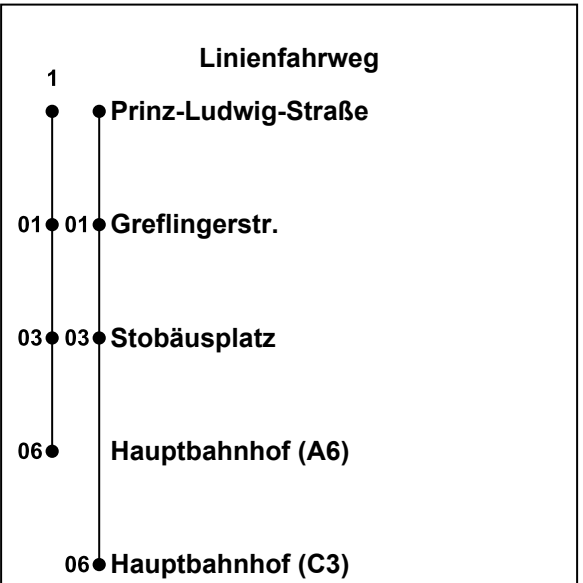 Linienfahrweg
1
Prinz-Ludwig-Straße
01 01 Greflingerstr.
03 03 Stobäusplatz
06 Hauptbahnhof (A6)
06 Hauptbahnhof (C3)